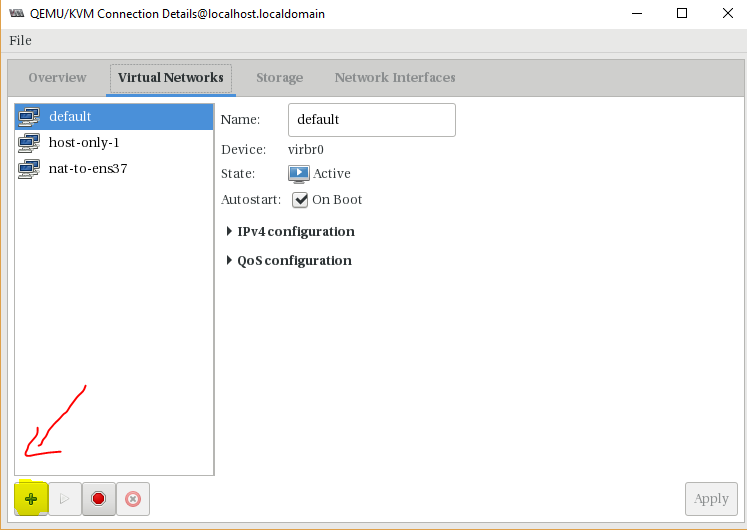 QEMU/KVM Connection Details@localhost.localdomain
File
Overview Virtual Networks Storage Network Interfaces
default
host-only-1
nat-to-ens37
Name: default
Device: virbr0
State: Active
Autostart: On Boot
IPv4 configuration
QoS configuration
Apply